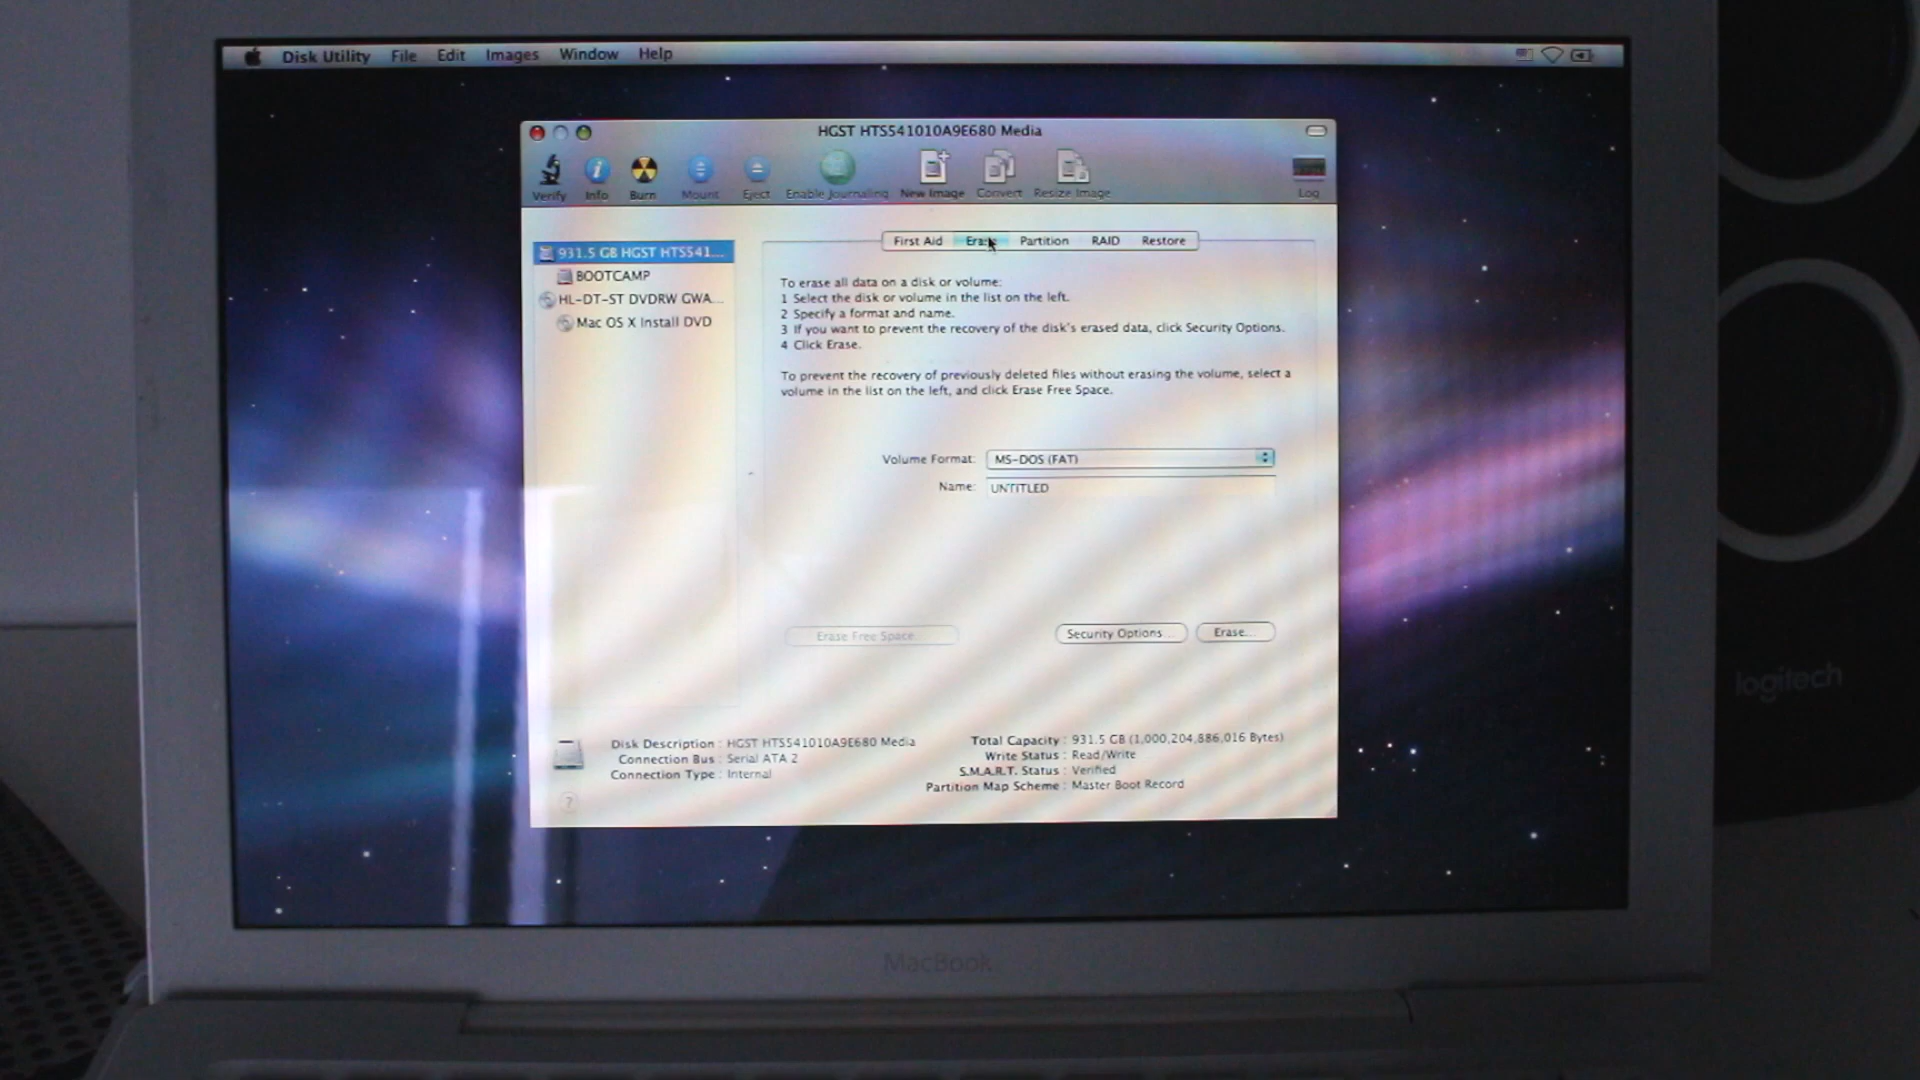 Disk Utility File Edit Images Window Help
HGST HTS541010A9E680 Media
Verify Info Burn Mount Eject Enable Journaling New Image Convert Resize Image Log
First Aid Erase Partition RAID Restore
931.5 GB HGST HTS541...
BOOTCAMP
HL-DT-ST DVDRW GWA...
Mac OS X Install DVD
To erase all data on a disk or volume:
1 Select the disk or volume in the list on the left.
2 Specify a format and name.
3 If you want to prevent the recovery of the disk's erased data, click Security Options.
4 Click Erase.
To prevent the recovery of previously deleted files without erasing the volume, select a
volume in the list on the left, and click Erase Free Space.
Volume Format: MS-DOS (FAT)
Name: UNTITLED
Erase Free Space... Security Options... Erase...
Disk Description : HGST HTS541010A9E680 Media
Connection Bus : Serial ATA 2
Connection Type : Internal
Total Capacity : 931.5 GB (1,000,204,886,016 Bytes)
Write Status : Read/Write
S.M.A.R.T. Status : Verified
Partition Map Scheme : Master Boot Record
?
MacBook
logitech